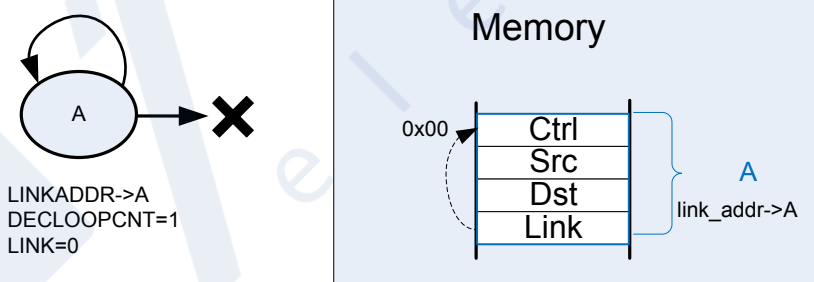 A
LINKADDR->A
DECLOOPCNT=1
LINK=0
Memory
0x00
Ctrl
Src
Dst
Link
A
link_addr->A